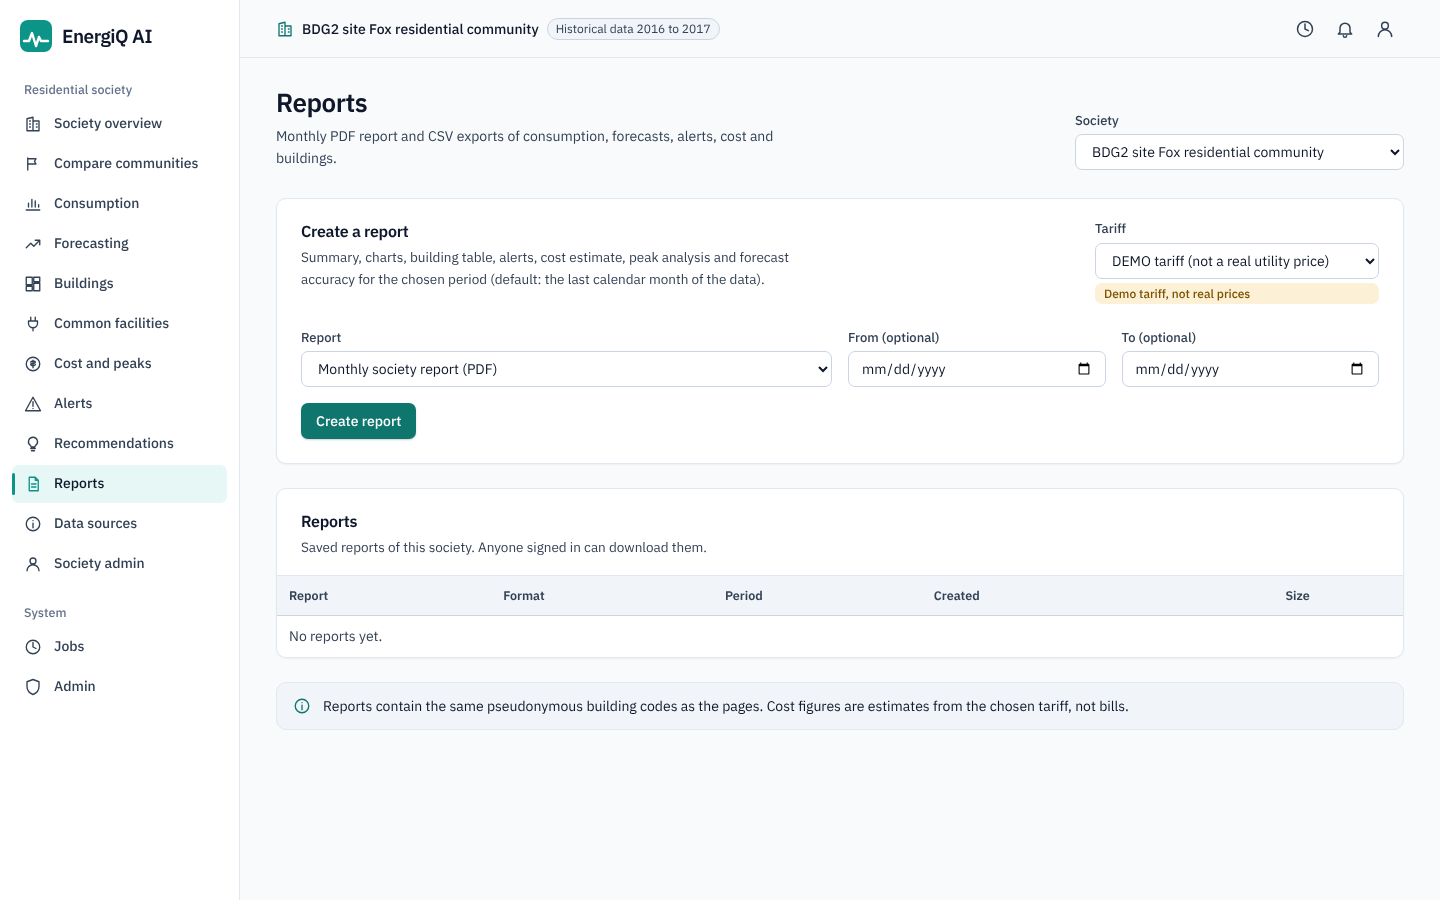 EnergiQ AI
Residential society
Society overview
Compare communities
Consumption
Forecasting
Buildings
Common facilities
Cost and peaks
Alerts
Recommendations
Reports
Data sources
Society admin
System
Jobs
Admin
BDG2 site Fox residential community
Historical data 2016 to 2017
Reports
Monthly PDF report and CSV exports of consumption, forecasts, alerts, cost and
buildings.
Society
BDG2 site Fox residential community
Create a report
Summary, charts, building table, alerts, cost estimate, peak analysis and forecast
accuracy for the chosen period (default: the last calendar month of the data).
Tariff
DEMO tariff (not a real utility price)
Demo tariff, not real prices
Report
From (optional)
To (optional)
Monthly society report (PDF)
mm/dd/yyyy
mm/dd/yyyy
Create report
Reports
Saved reports of this society. Anyone signed in can download them.
Report Format Period Created Size
No reports yet.
Reports contain the same pseudonymous building codes as the pages. Cost figures are estimates from the chosen tariff, not bills.